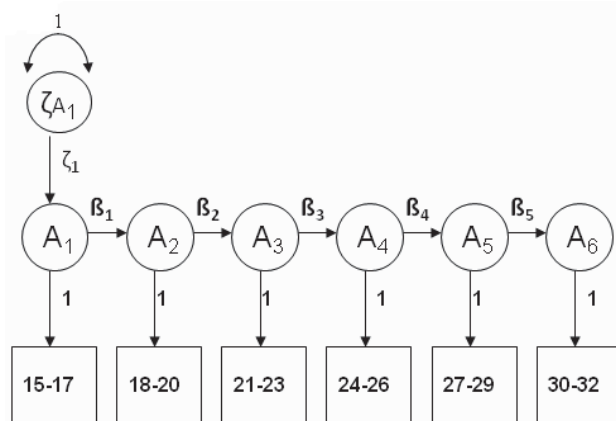 1
ζA₁
ζ₁
ß₁ ß₂ ß₃ ß₄ ß₅
A₁ A₂ A₃ A₄ A₅ A₆
1 1 1 1 1 1
15-17 18-20 21-23 24-26 27-29 30-32